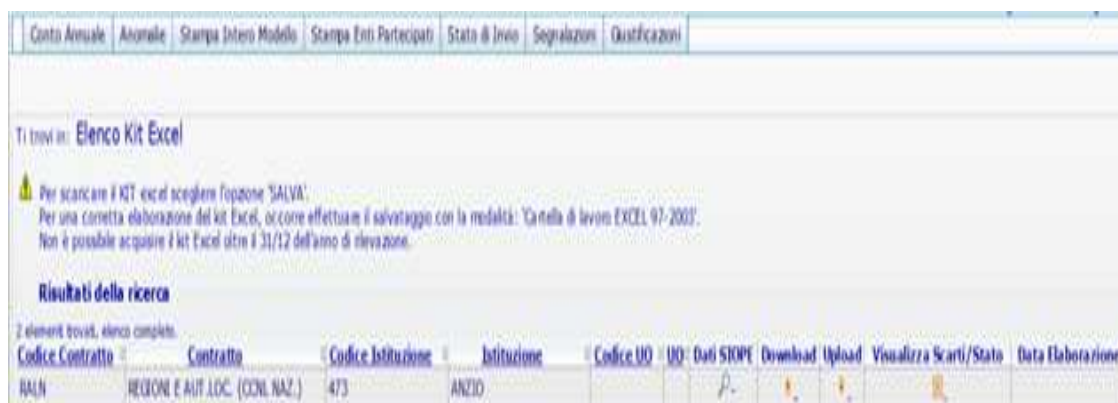 Conto Annuale Anomalie Stampa Intero Modello Stampa Enti Partecipati Stato di Invio Segnalazioni Giustificazioni
Ti trovi in: Elenco Kit Excel
Per scaricare il KIT excel scegliere l'opzione 'SALVA'.
Per una corretta elaborazione del kit Excel, occorre effettuare il salvataggio con la modalità: 'Cartella di lavoro EXCEL 97-2003'.
Non è possibile acquisire il kit Excel oltre il 31/12 dell'anno di rilevazione.
Risultati della ricerca
2 elementi trovati, elenco completo.
Codice Contratto Contratto Codice Istituzione Istituzione Codice UO UO Dati SIOPE Download Upload Visualizza Scarti/Stato Data Elaborazione
RALN REGIONI E AUT.LOC. (CCNL NAZ.) 473 ANZIO